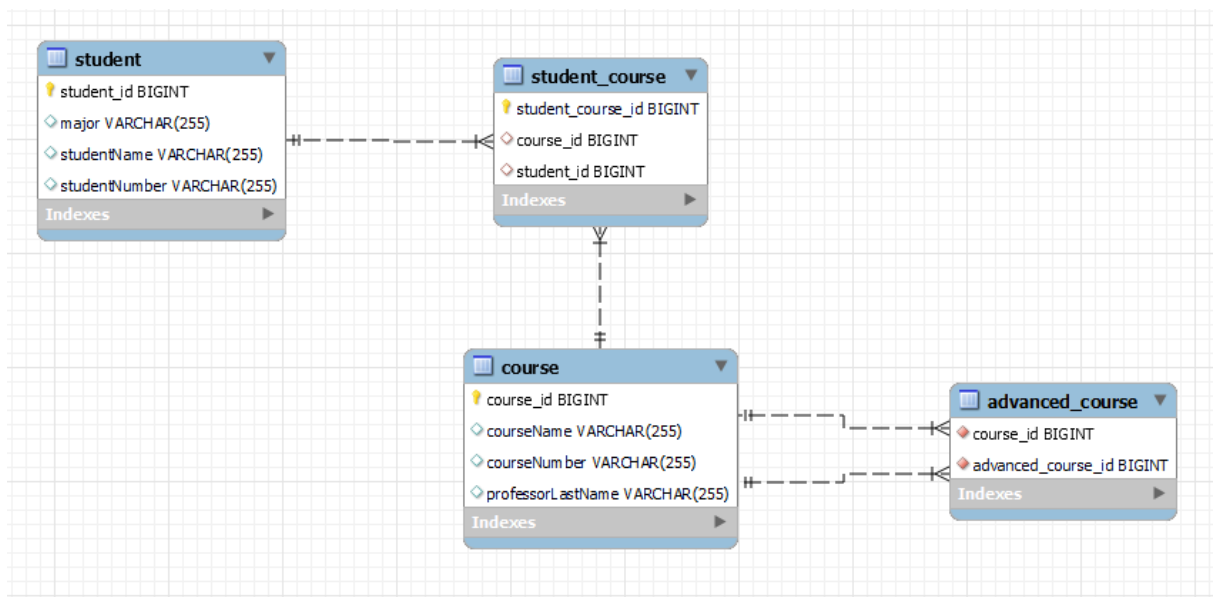 student
student_id BIGINT
major VARCHAR(255)
studentName VARCHAR(255)
studentNumber VARCHAR(255)
Indexes
student_course
student_course_id BIGINT
course_id BIGINT
student_id BIGINT
Indexes
course
course_id BIGINT
courseName VARCHAR(255)
courseNumber VARCHAR(255)
professorLastName VARCHAR(255)
Indexes
advanced_course
course_id BIGINT
advanced_course_id BIGINT
Indexes